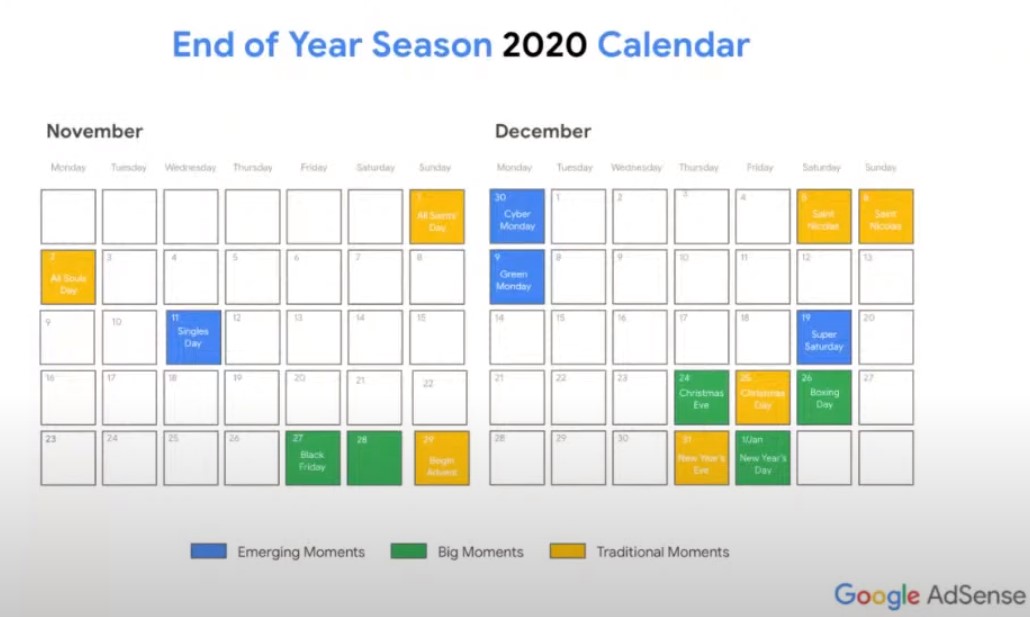 End of Year Season 2020 Calendar
November
Monday Tuesday Wednesday Thursday Friday Saturday Sunday
1
All Saints'
Day
2
All Souls
Day
3 4 5 6 7 8
9 10
11
Singles
Day
12 13 14 15
16 17 18 19 20 21 22
23 24 25 26
27
Black
Friday
28
29
Begin
Advent
December
Monday Tuesday Wednesday Thursday Friday Saturday Sunday
30
Cyber
Monday
1 2 3 4
5
Saint
Nicolas
6
Saint
Nicolas
9
Green
Monday
8 9 10 11 12 13
14 15 16 17 18
19
Super
Saturday
20
21 22 23
24
Christmas
Eve
25
Christmas
Day
26
Boxing
Day
27
28 29 30
31
New Year's
Eve
1/Jan
New Year's
Day
Emerging Moments Big Moments Traditional Moments
Google AdSense